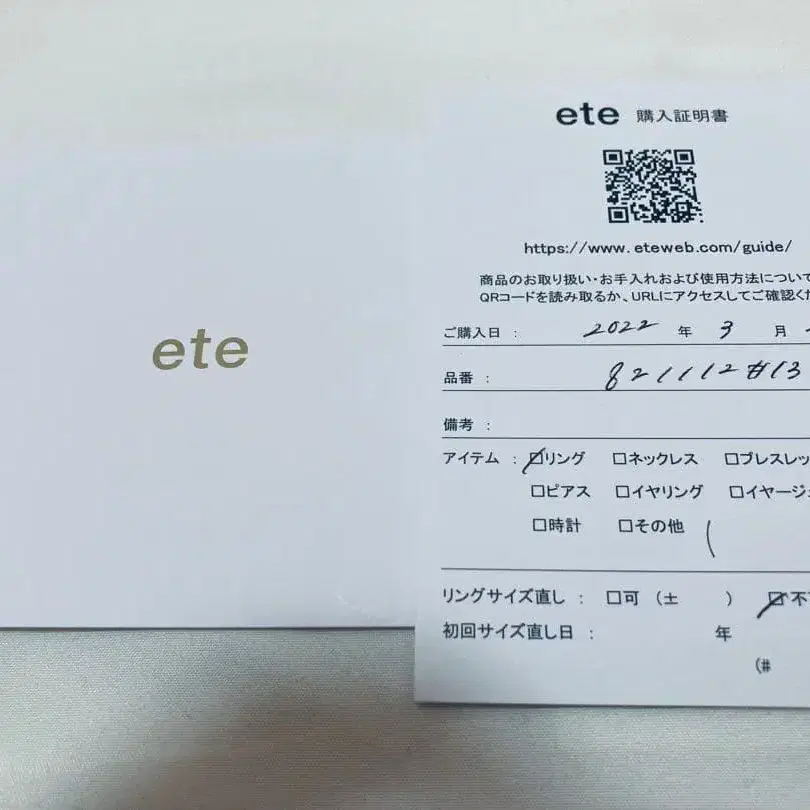 ete
ete 購入証明書
https://www.eteweb.com/guide/
商品のお取り扱い・お手入れおよび使用方法について
QRコードを読み取るか、URLにアクセスしてご確認く
ご購入日 : 2022 年 3 月
品番 : 821112#13
備考 :
アイテム : リング □ネックレス □ブレスレッ
□ピアス □イヤリング □イヤージ
□時計 □その他 (
リングサイズ直し : □可 (土 ) 不
初回サイズ直し日 : 年
(#